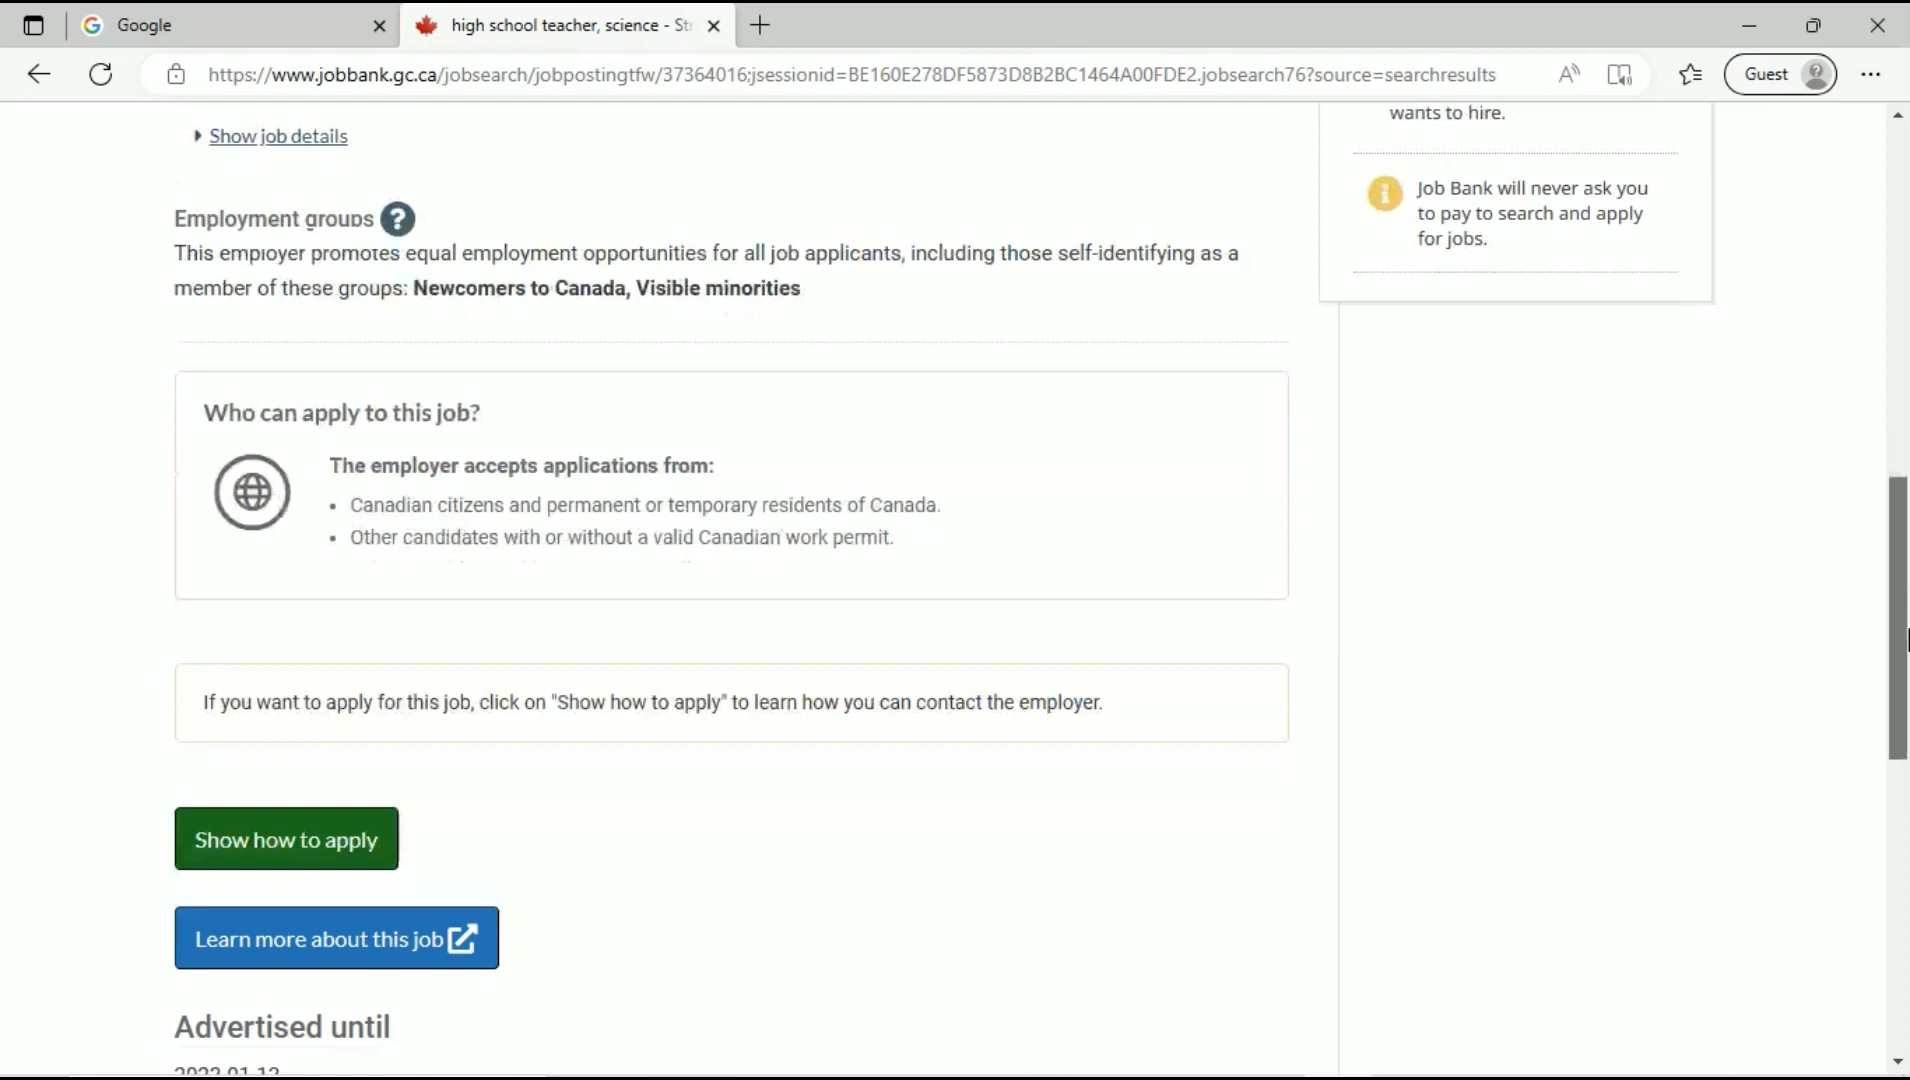 Google
high school teacher, science - Str
https://www.jobbank.gc.ca/jobsearch/jobpostingtfw/37364016;jsessionid=BE160E278DF5873D8B2BC1464A00FDE2.jobsearch76?source=searchresults
Guest
wants to hire.
Show job details
Job Bank will never ask you
to pay to search and apply
for jobs.
Employment groups
This employer promotes equal employment opportunities for all job applicants, including those self-identifying as a
member of these groups: Newcomers to Canada, Visible minorities
Who can apply to this job?
The employer accepts applications from:
• Canadian citizens and permanent or temporary residents of Canada.
• Other candidates with or without a valid Canadian work permit.
If you want to apply for this job, click on "Show how to apply" to learn how you can contact the employer.
Show how to apply
Learn more about this job
Advertised until